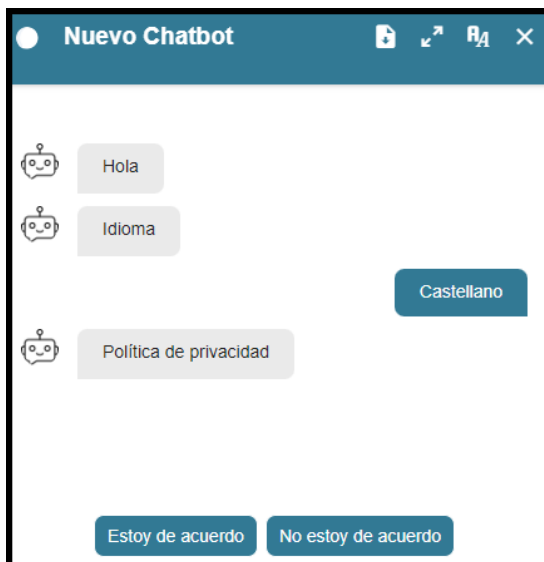 Nuevo Chatbot
Hola
Idioma
Castellano
Política de privacidad
Estoy de acuerdo
No estoy de acuerdo